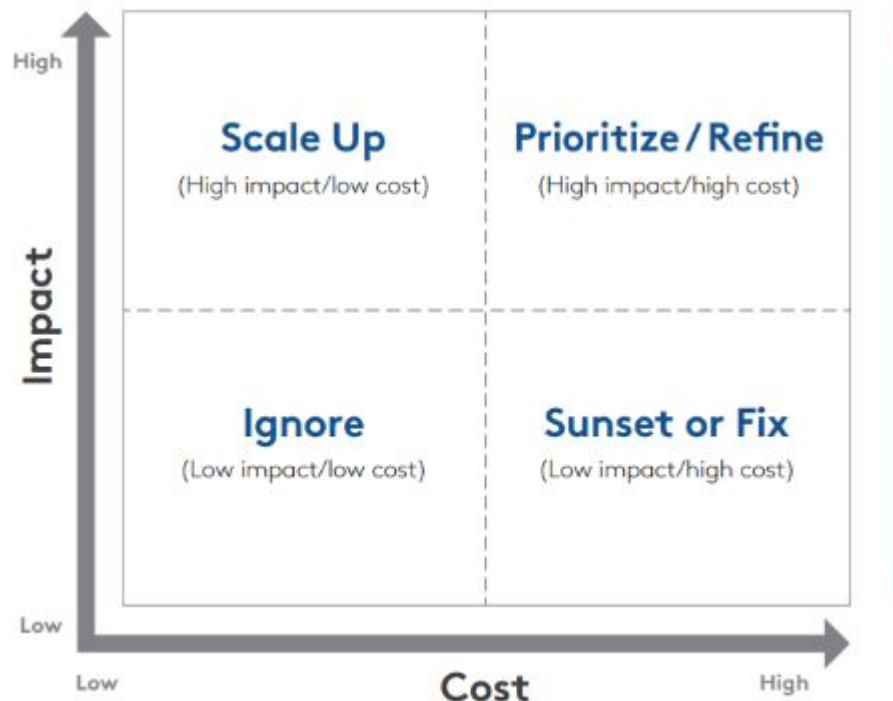 High
Scale Up
(High impact/low cost)
Prioritize / Refine
(High impact/high cost)
Impact
Ignore
(Low impact/low cost)
Sunset or Fix
(Low impact/high cost)
Low
Low
Cost
High